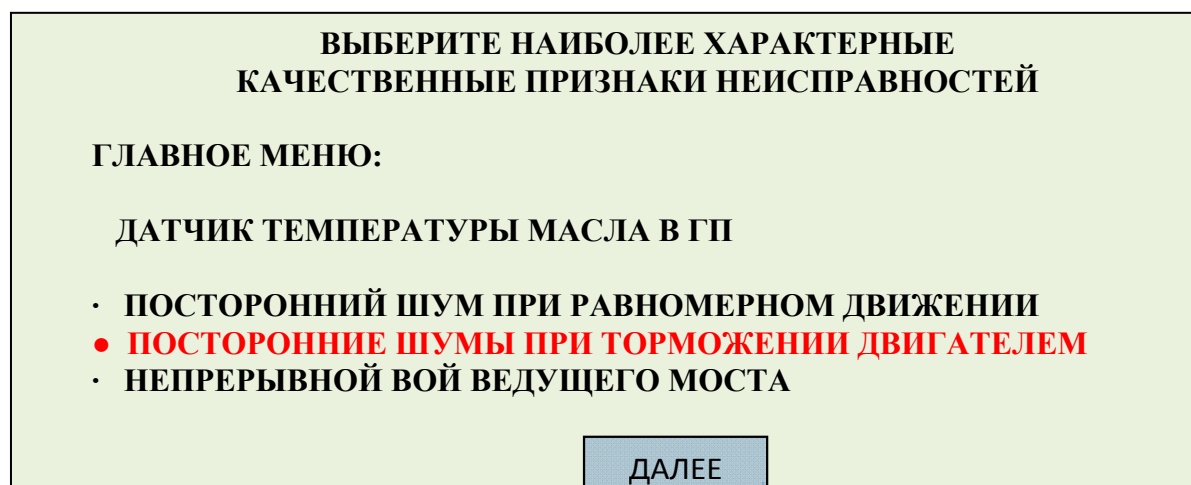 ВЫБЕРИТЕ НАИБОЛЕЕ ХАРАКТЕРНЫЕ
КАЧЕСТВЕННЫЕ ПРИЗНАКИ НЕИСПРАВНОСТЕЙ
ГЛАВНОЕ МЕНЮ:
ДАТЧИК ТЕМПЕРАТУРЫ МАСЛА В ГП
· ПОСТОРОННИЙ ШУМ ПРИ РАВНОМЕРНОМ ДВИЖЕНИИ
● ПОСТОРОННИЕ ШУМЫ ПРИ ТОРМОЖЕНИИ ДВИГАТЕЛЕМ
· НЕПРЕРЫВНОЙ ВОЙ ВЕДУЩЕГО МОСТА
ДАЛЕЕ